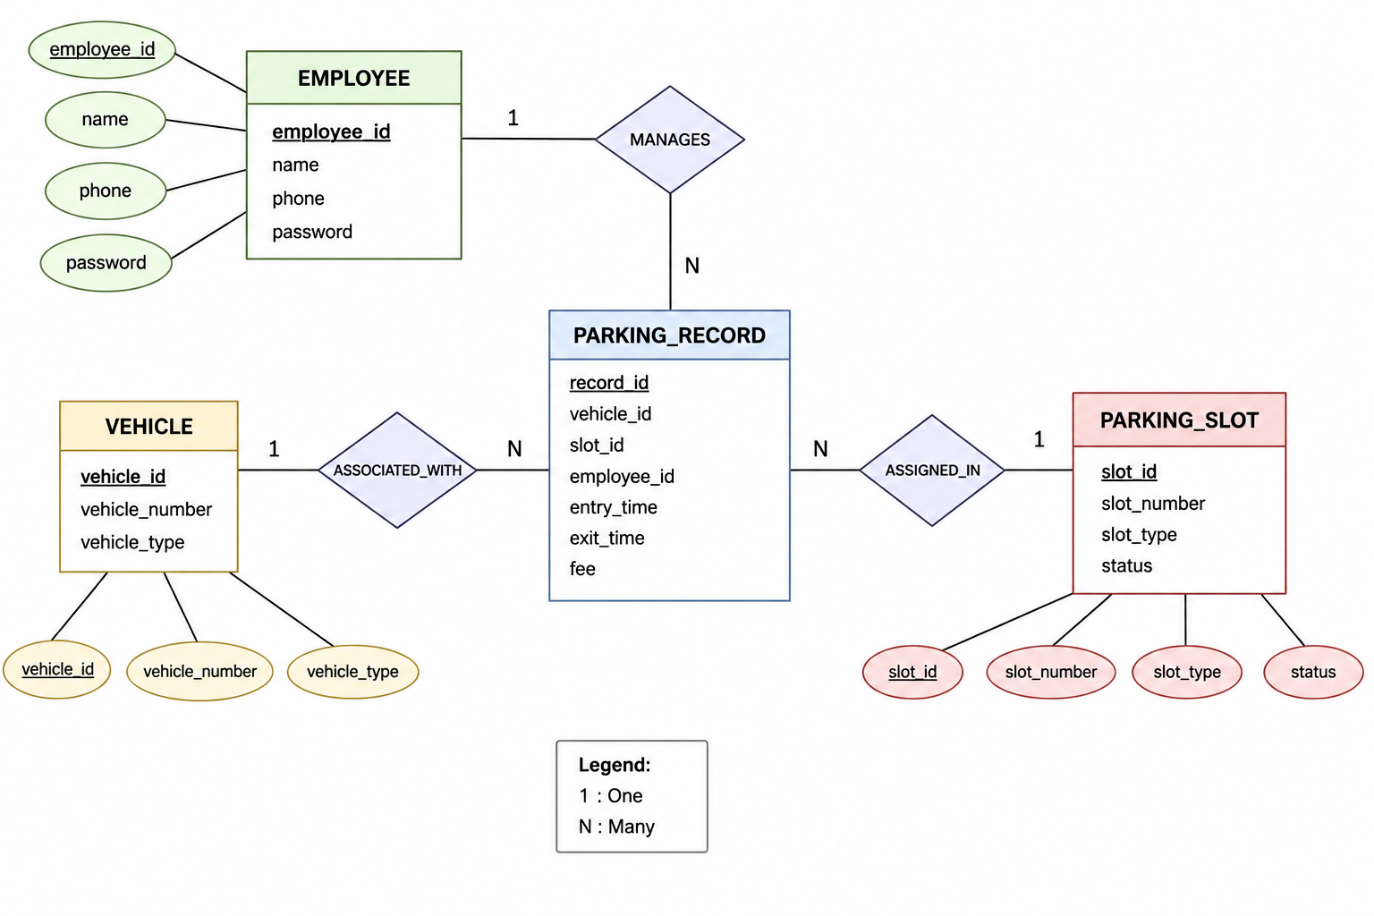 employee_id
name
phone
password
EMPLOYEE
employee_id
name
phone
password
1
MANAGES
N
PARKING_RECORD
record_id
vehicle_id
slot_id
employee_id
entry_time
exit_time
fee
VEHICLE
vehicle_id
vehicle_number
vehicle_type
1
ASSOCIATED_WITH
N
N
ASSIGNED_IN
1
PARKING_SLOT
slot_id
slot_number
slot_type
status
vehicle_id
vehicle_number
vehicle_type
slot_id
slot_number
slot_type
status
Legend:
1 : One
N : Many